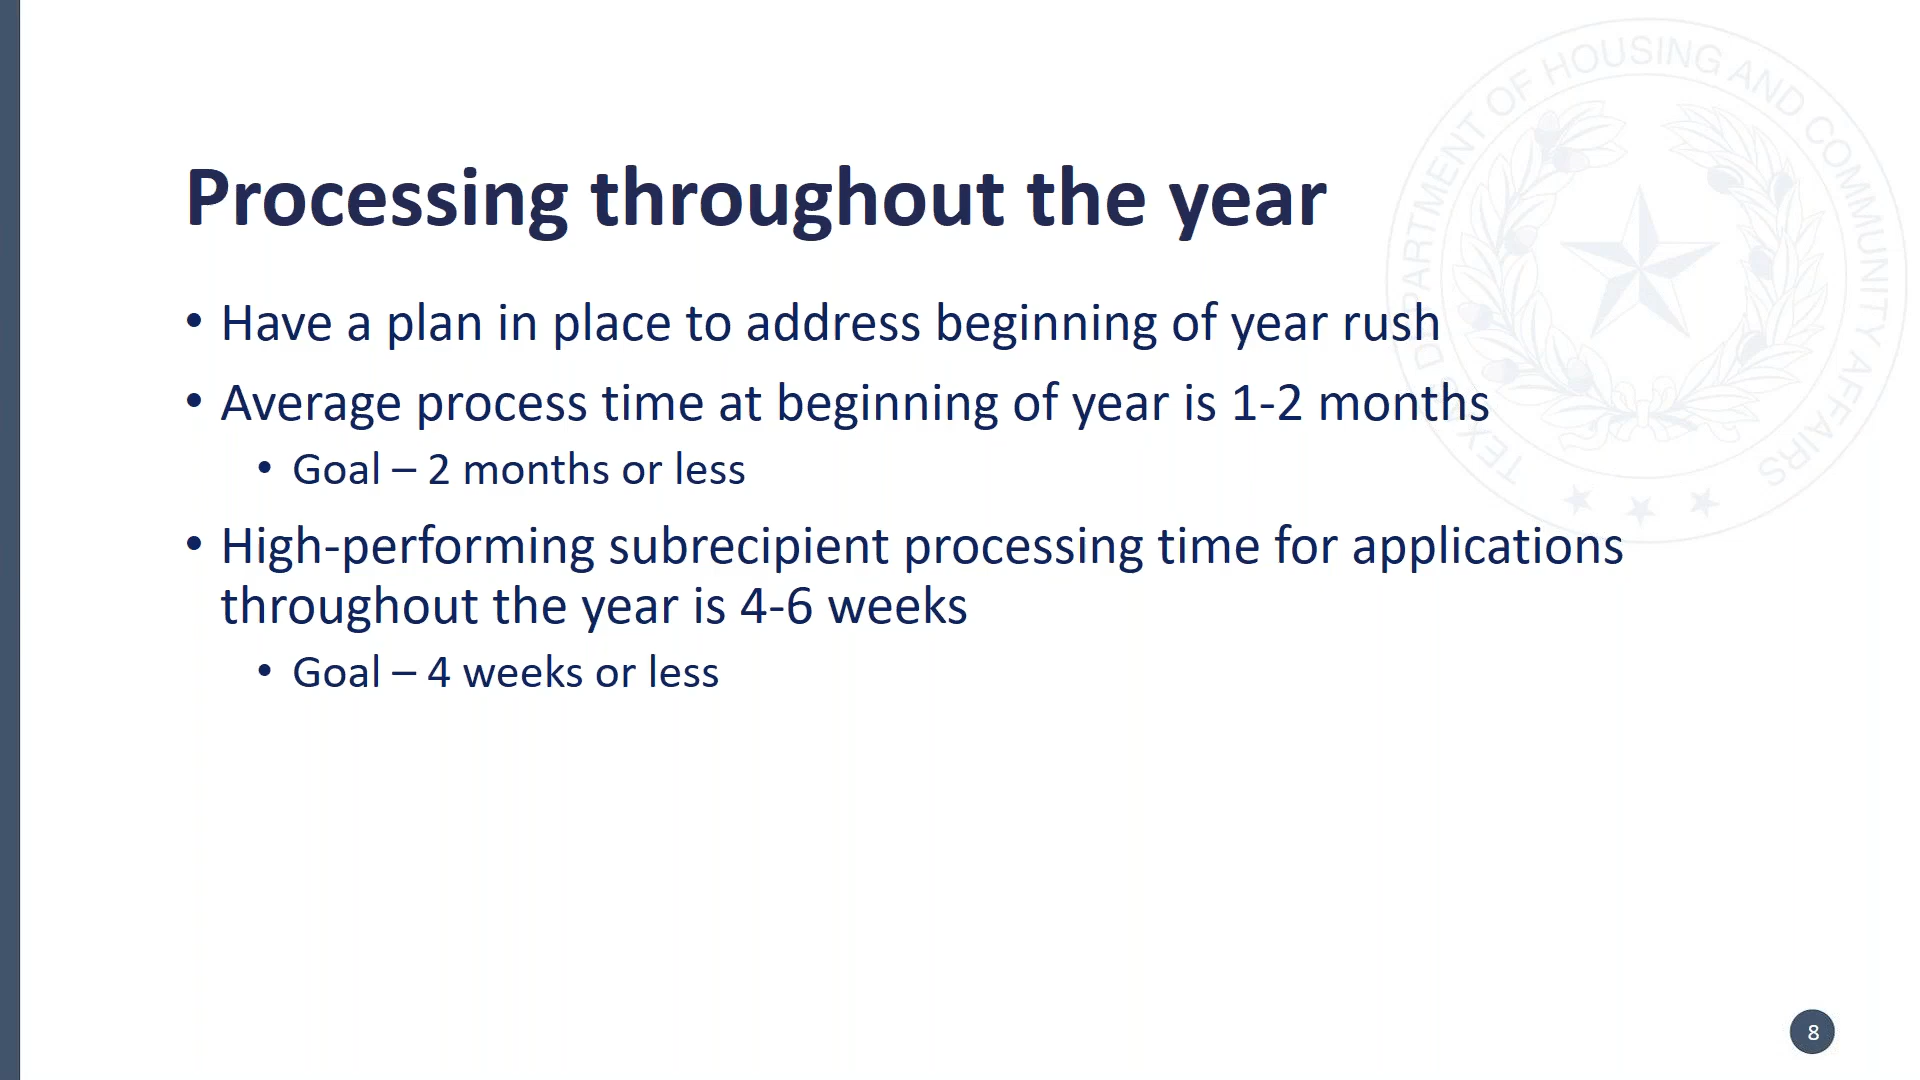 TEXAS DEPARTMENT OF HOUSING AND COMMUNITY AFFAIRS
Processing throughout the year
• Have a plan in place to address beginning of year rush
• Average process time at beginning of year is 1-2 months
• Goal – 2 months or less
• High-performing subrecipient processing time for applications
throughout the year is 4-6 weeks
• Goal – 4 weeks or less
8